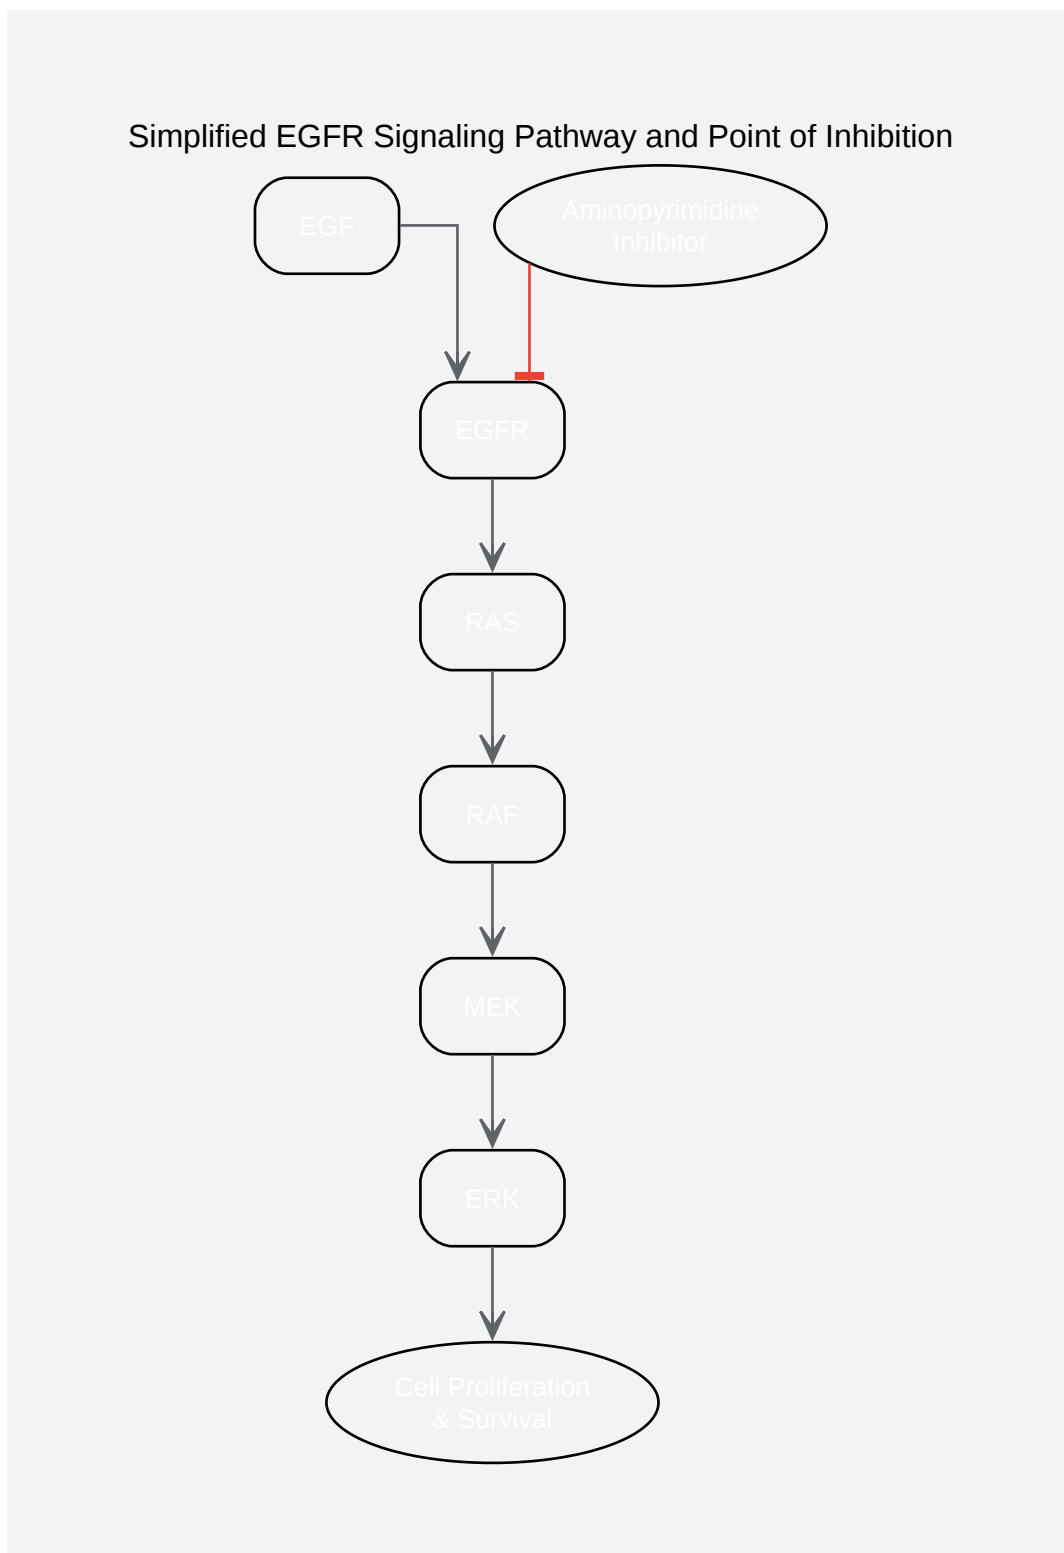 Simplified EGFR Signaling Pathway and Point of Inhibition
EGF
Aminopyrimidine
Inhibitor
EGFR
RAS
RAF
MEK
ERK
Cell Proliferation
& Survival